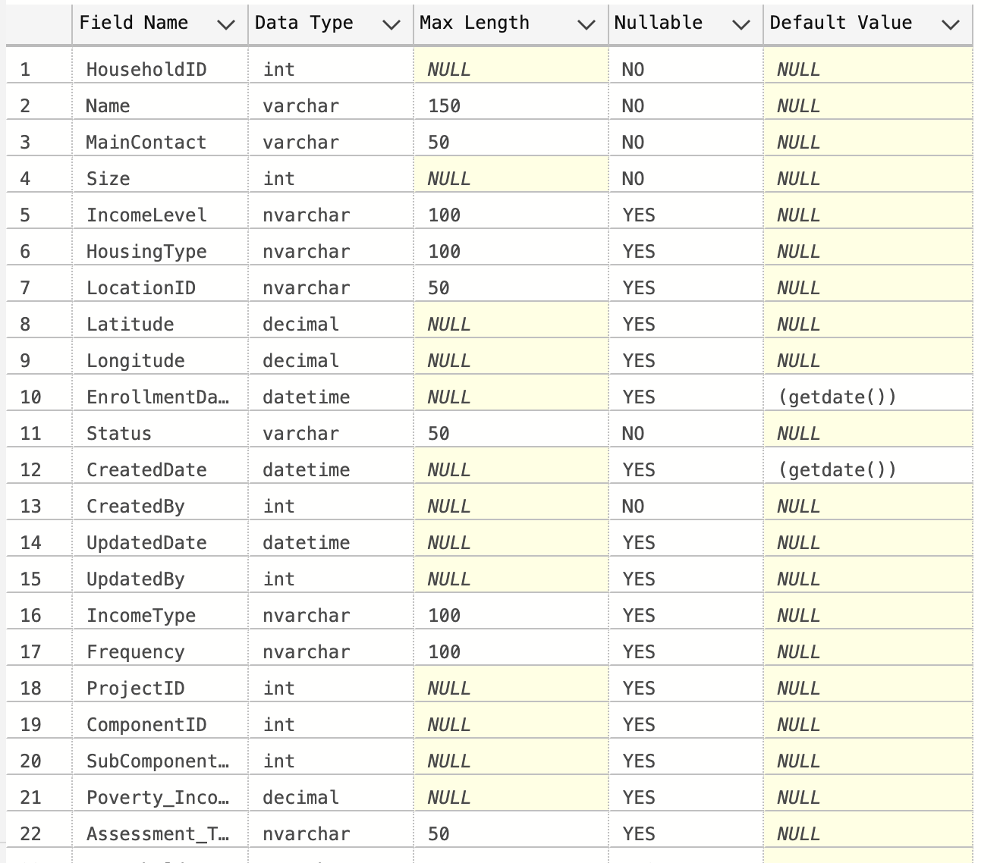 Field Name Data Type Max Length Nullable Default Value
1 HouseholdID int NULL NO NULL
2 Name varchar 150 NO NULL
3 MainContact varchar 50 NO NULL
4 Size int NULL NO NULL
5 IncomeLevel nvarchar 100 YES NULL
6 HousingType nvarchar 100 YES NULL
7 LocationID nvarchar 50 YES NULL
8 Latitude decimal NULL YES NULL
9 Longitude decimal NULL YES NULL
10 EnrollmentDa… datetime NULL YES (getdate())
11 Status varchar 50 NO NULL
12 CreatedDate datetime NULL YES (getdate())
13 CreatedBy int NULL NO NULL
14 UpdatedDate datetime NULL YES NULL
15 UpdatedBy int NULL YES NULL
16 IncomeType nvarchar 100 YES NULL
17 Frequency nvarchar 100 YES NULL
18 ProjectID int NULL YES NULL
19 ComponentID int NULL YES NULL
20 SubComponent… int NULL YES NULL
21 Poverty_Inco… decimal NULL YES NULL
22 Assessment_T… nvarchar 50 YES NULL